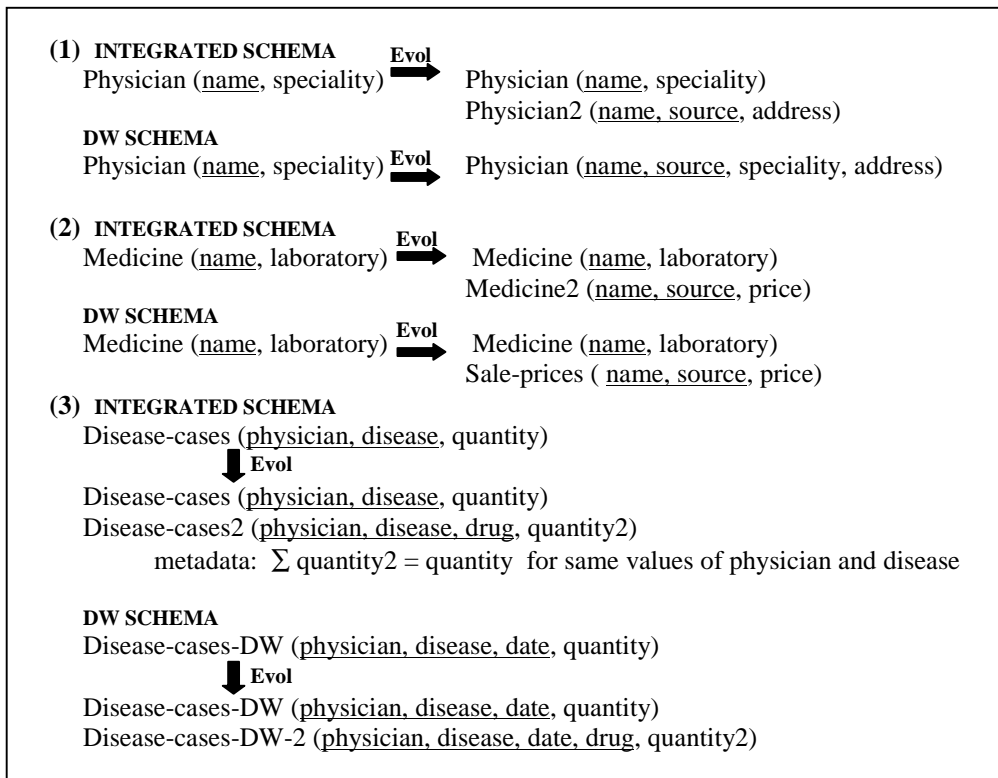 (1) INTEGRATED SCHEMA
Physician (name, speciality) Evol Physician (name, speciality)
Physician2 (name, source, address)
DW SCHEMA
Physician (name, speciality) Evol Physician (name, source, speciality, address)
(2) INTEGRATED SCHEMA
Medicine (name, laboratory) Evol Medicine (name, laboratory)
Medicine2 (name, source, price)
DW SCHEMA
Medicine (name, laboratory) Evol Medicine (name, laboratory)
Sale-prices ( name, source, price)
(3) INTEGRATED SCHEMA
Disease-cases (physician, disease, quantity)
Evol
Disease-cases (physician, disease, quantity)
Disease-cases2 (physician, disease, drug, quantity2)
metadata: ∑ quantity2 = quantity for same values of physician and disease
DW SCHEMA
Disease-cases-DW (physician, disease, date, quantity)
Evol
Disease-cases-DW (physician, disease, date, quantity)
Disease-cases-DW-2 (physician, disease, date, drug, quantity2)